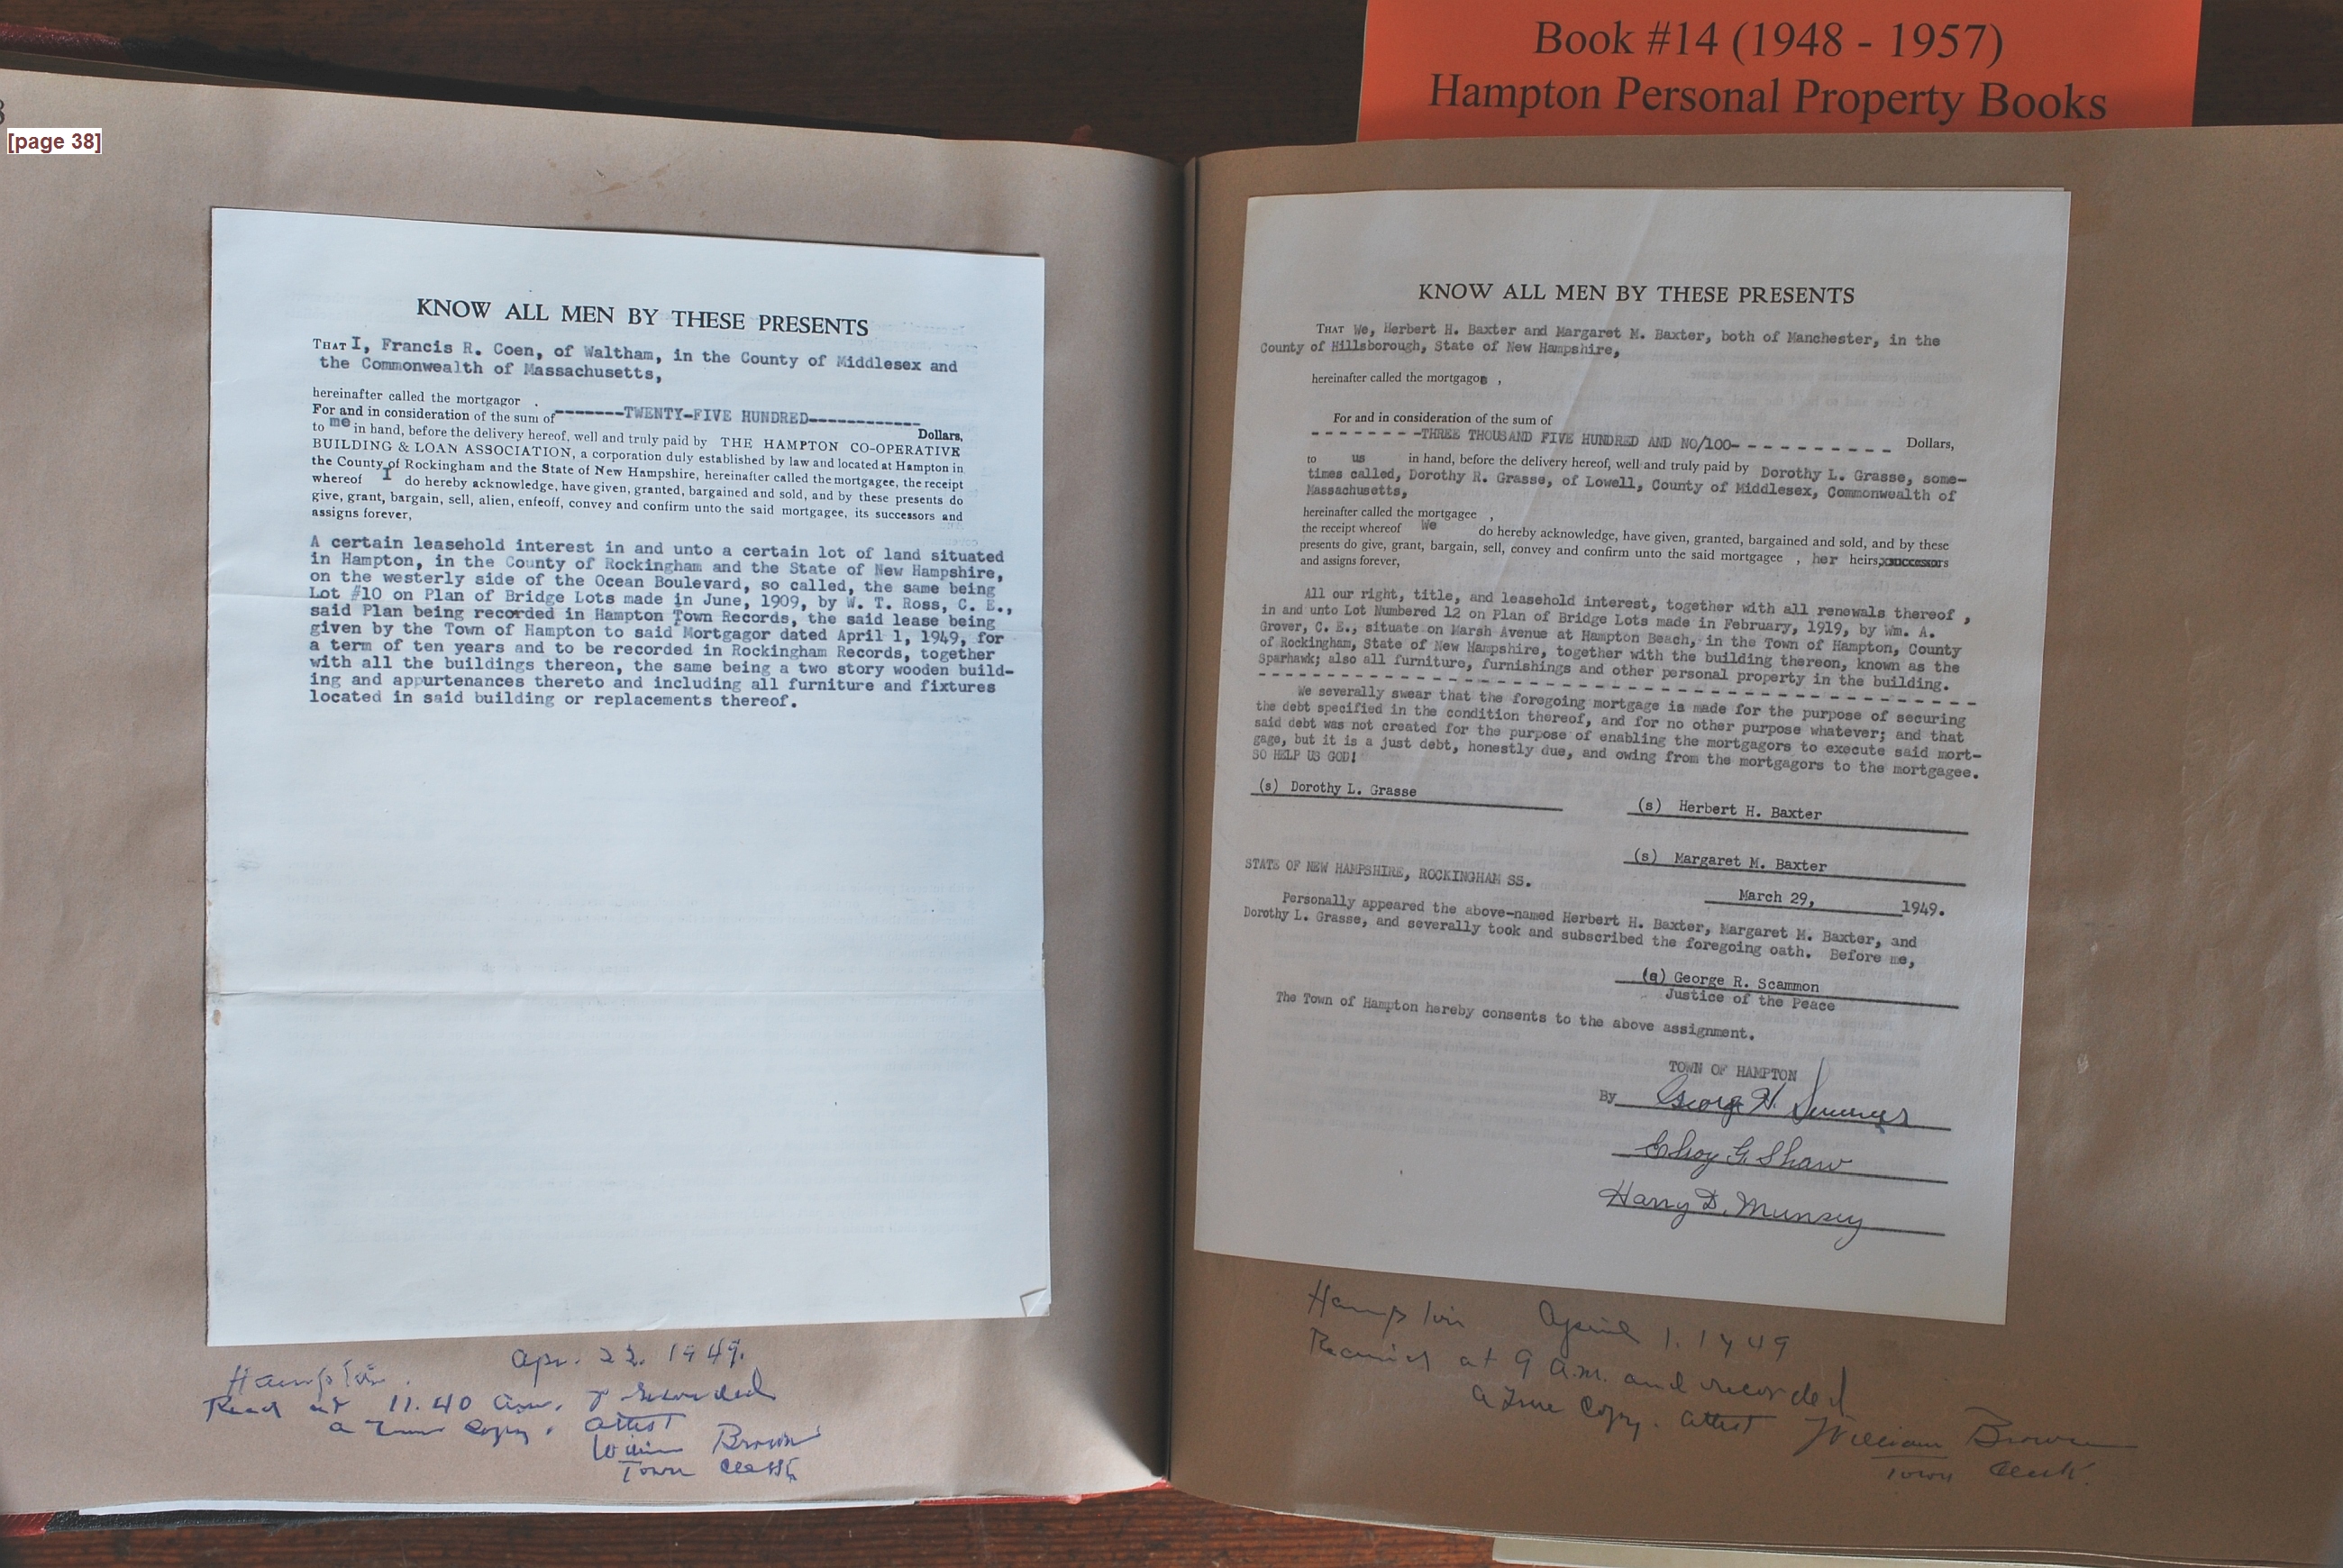 Book #14 (1948 - 1957)
Hampton Personal Property Books
[page 38]
KNOW ALL MEN BY THESE PRESENTS
THAT I, Francis R. Coen, of Waltham, in the County of Middlesex and
the Commonwealth of Massachusetts,
hereinafter called the mortgagor .
For and in consideration of the sum of-------TWENTY-FIVE HUNDRED------------
Dollars,
to me in hand, before the delivery hereof, well and truly paid by THE HAMPTON CO-OPERATIVE
BUILDING & LOAN ASSOCIATION, a corporation duly established by law and located at Hampton in
the County of Rockingham and the State of New Hampshire, hereinafter called the mortgagee, the receipt
whereof I do hereby acknowledge, have given, granted, bargained and sold, and by these presents do
give, grant, bargain, sell, alien, enfeoff, convey and confirm unto the said mortgagee, its successors and
assigns forever,
A certain leasehold interest in and unto a certain lot of land situated
in Hampton, in the County of Rockingham and the State of New Hampshire,
on the westerly side of the Ocean Boulevard, so called, the same being
Lot #10 on Plan of Bridge Lots made in June, 1909, by W. T. Ross, C. E.,
said Plan being recorded in Hampton Town Records, the said lease being
given by the Town of Hampton to said Mortgagor dated April 1, 1949, for
a term of ten years and to be recorded in Rockingham Records, together
with all the buildings thereon, the same being a two story wooden build-
ing and appurtenances thereto and including all furniture and fixtures
located in said building or replacements thereof.
Hampton. Apr. 22. 1949.
Recd at 11.40 a.m. & recorded
a True Copy. attest
William Brown
Town Clerk
KNOW ALL MEN BY THESE PRESENTS
THAT We, Herbert H. Baxter and Margaret M. Baxter, both of Manchester, in the
County of Hillsborough, State of New Hampshire,
hereinafter called the mortgagors ,
For and in consideration of the sum of
- - - - - - - -THREE THOUSAND FIVE HUNDRED AND NO/100- - - - - - - - - - Dollars,
to us in hand, before the delivery hereof, well and truly paid by Dorothy L. Grasse, some-
times called, Dorothy R. Grasse, of Lowell, County of Middlesex, Commonwealth of
Massachusetts,
hereinafter called the mortgagee ,
the receipt whereof We do hereby acknowledge, have given, granted, bargained and sold, and by these
presents do give, grant, bargain, sell, convey and confirm unto the said mortgagee , her heirs,xsuccessors
and assigns forever,
All our right, title, and leasehold interest, together with all renewals thereof ,
in and unto Lot Numbered 12 on Plan of Bridge Lots made in February, 1919, by Wm. A.
Grover, C. E., situate on Marsh Avenue at Hampton Beach, in the Town of Hampton, County
of Rockingham, State of New Hampshire, together with the building thereon, known as the
Sparhawk; also all furniture, furnishings and other personal property in the building.
We severally swear that the foregoing mortgage is made for the purpose of securing
the debt specified in the condition thereof, and for no other purpose whatever; and that
said debt was not created for the purpose of enabling the mortgagors to execute said mort-
gage, but it is a just debt, honestly due, and owing from the mortgagors to the mortgagee.
SO HELP US GOD!
(s) Dorothy L. Grasse
(s) Herbert H. Baxter
(s) Margaret M. Baxter
STATE OF NEW HAMPSHIRE, ROCKINGHAM SS.
March 29, 1949.
Personally appeared the above-named Herbert H. Baxter, Margaret M. Baxter, and
Dorothy L. Grasse, and severally took and subscribed the foregoing oath. Before me,
(s) George R. Scammon
Justice of the Peace
The Town of Hampton hereby consents to the above assignment.
TOWN OF HAMPTON
By George H.
Elroy G. Shaw
Harry D. Munsey
Hampton April 1. 1949
Received at 9 a.m. and recorded
a True Copy. attest William Brown
Town Clerk.